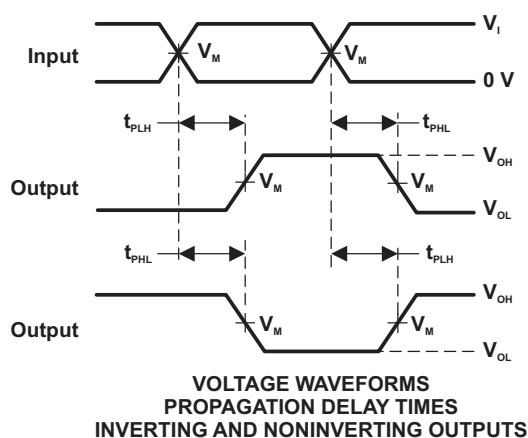 V_I
Input
V_M
V_M
0 V
t_PLH
t_PHL
V_OH
Output
V_M
V_M
V_OL
t_PHL
t_PLH
V_OH
Output
V_M
V_M
V_OL
VOLTAGE WAVEFORMS
PROPAGATION DELAY TIMES
INVERTING AND NONINVERTING OUTPUTS